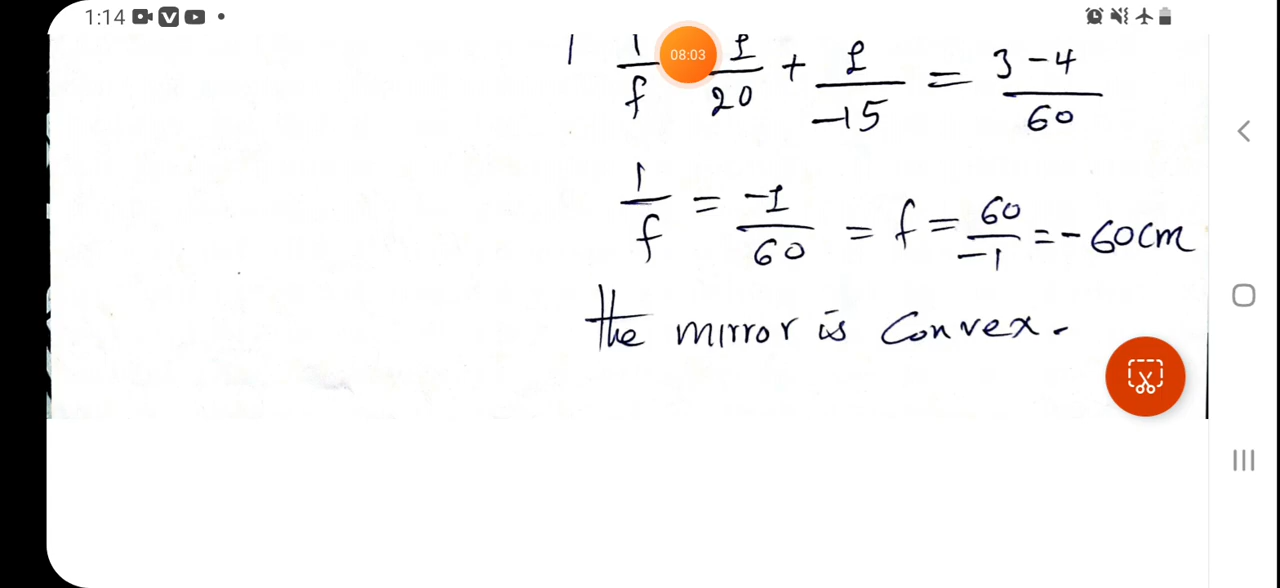 1:14
08:03
1/f 1/20 + 1/-15 = 3-4/60
1/f = -1/60 = f = 60/-1 = -60cm
the mirror is Convex.